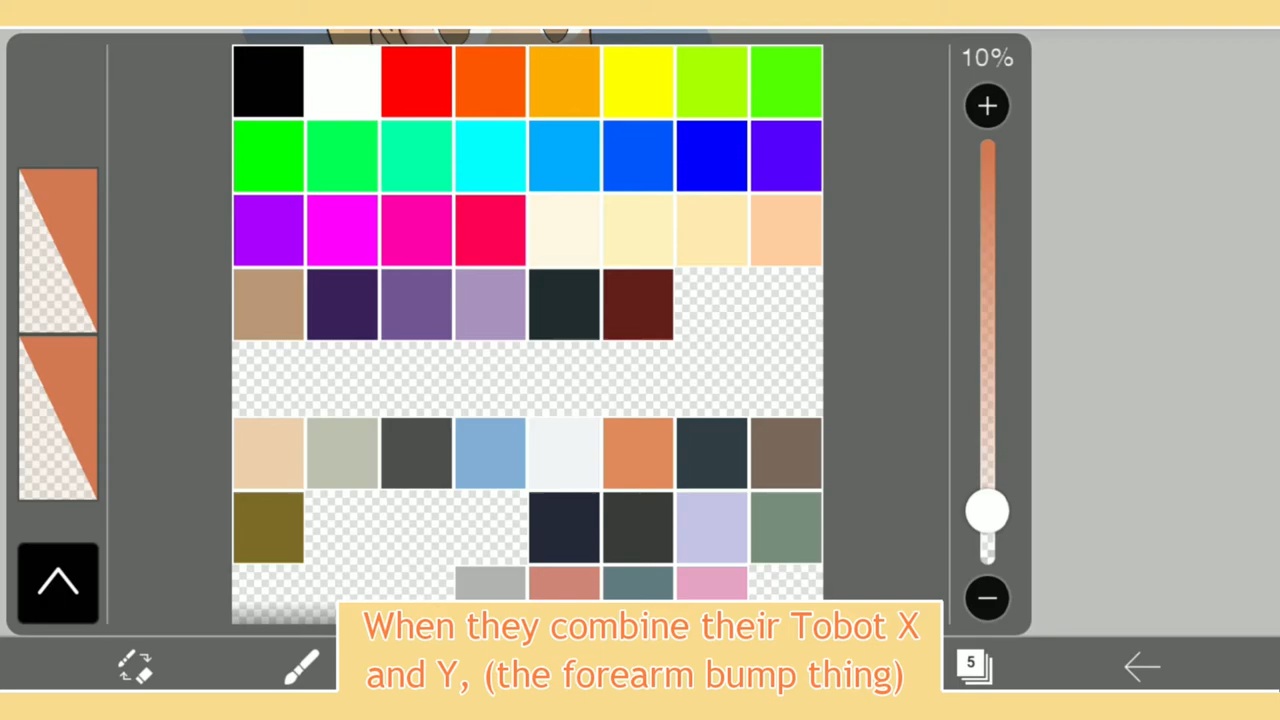 10%
5
When they combine their Tobot X
and Y, (the forearm bump thing)